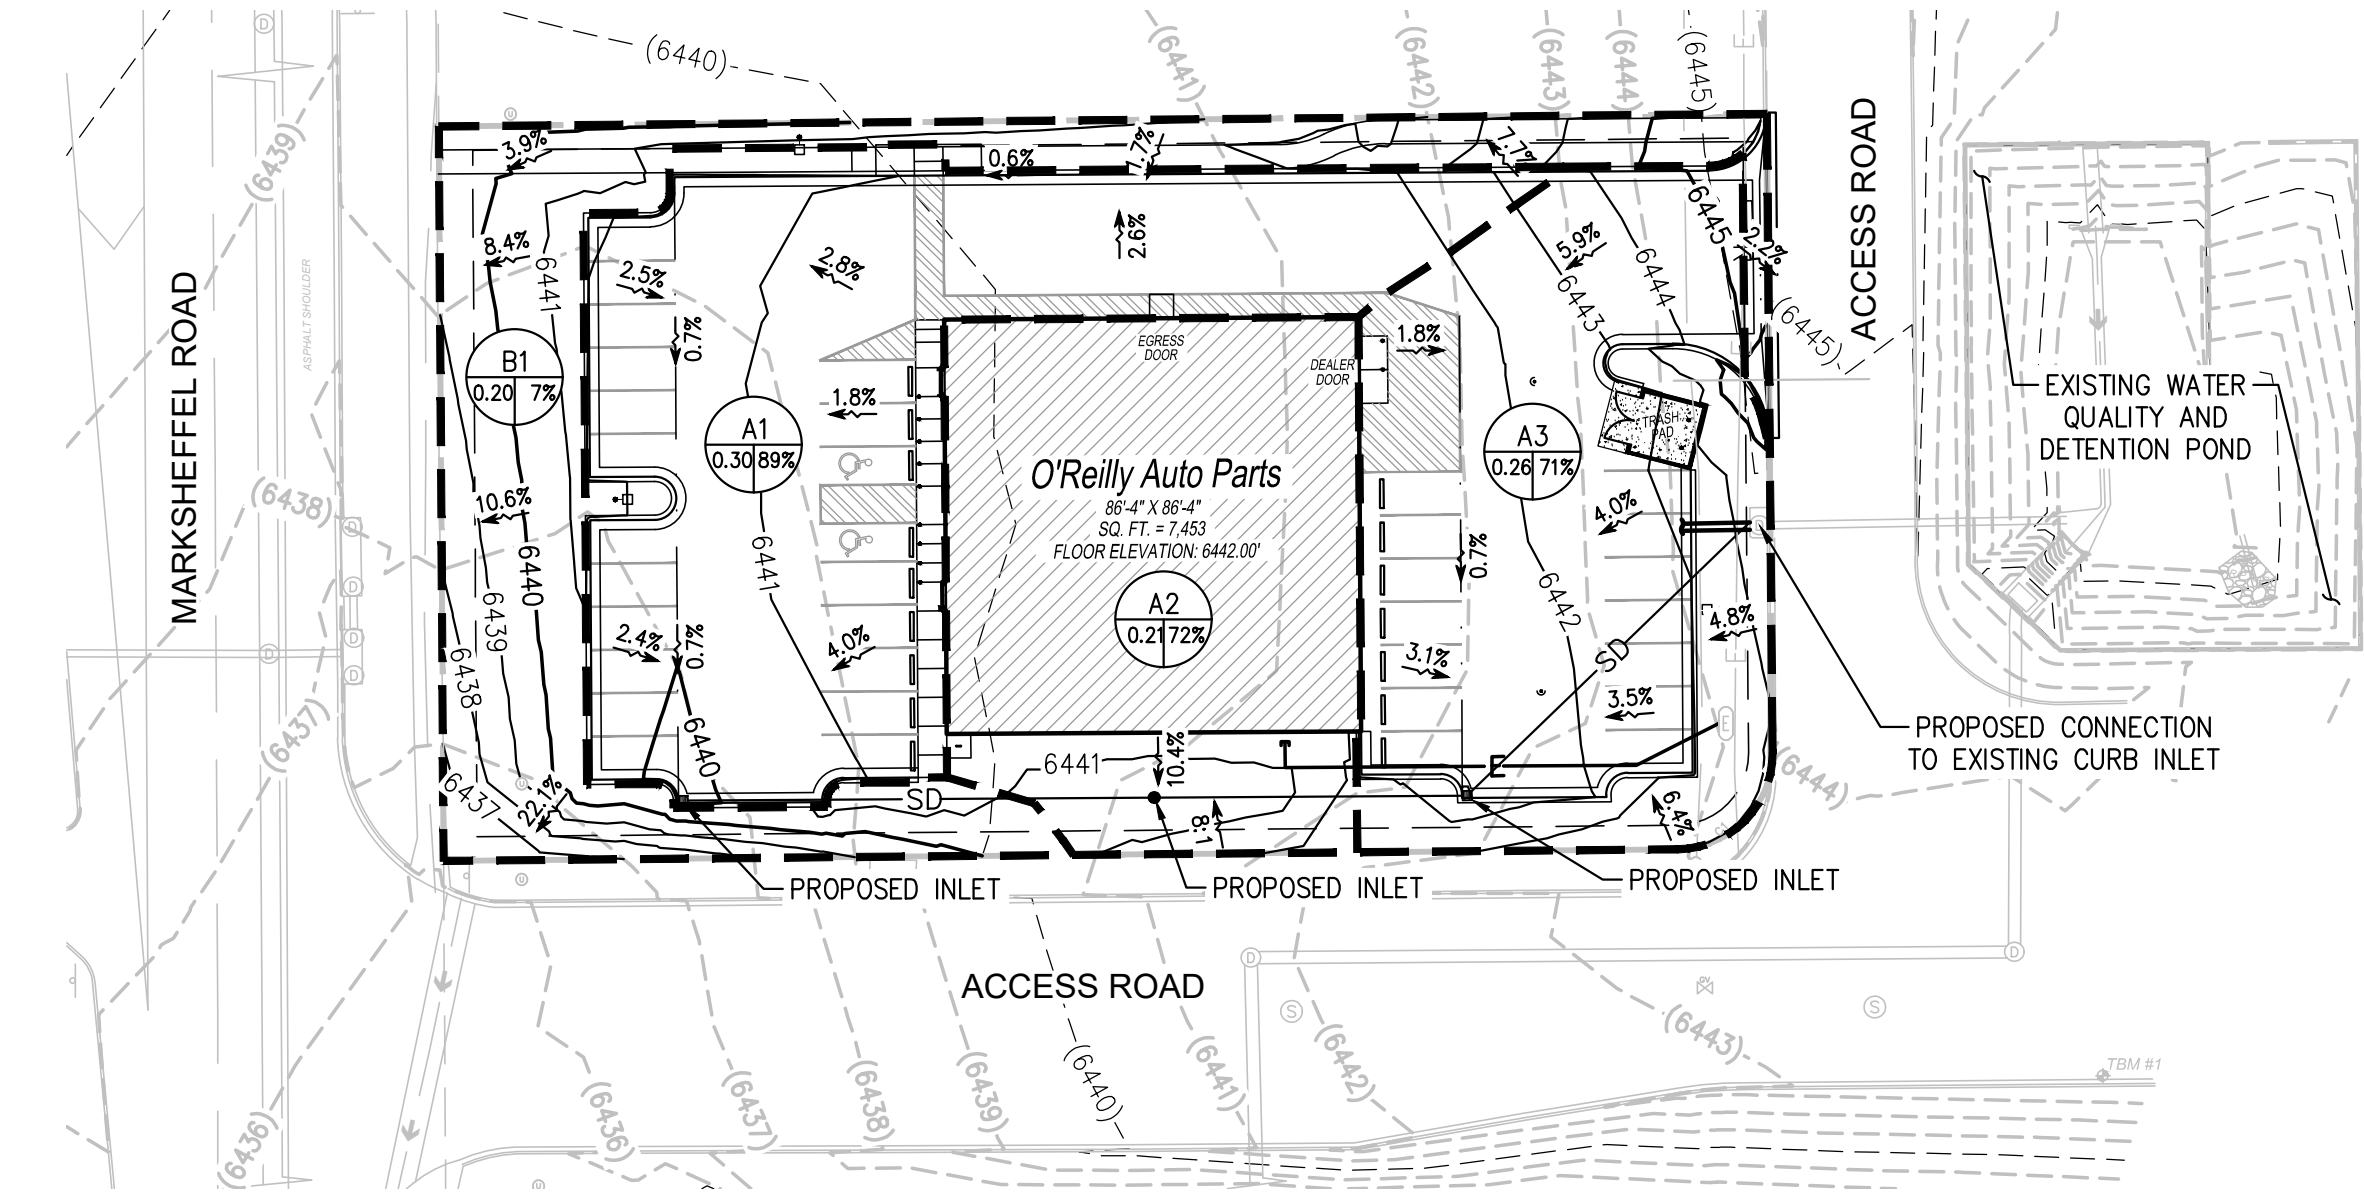 (6440)
(6441)
(6442)
(6443)
(6444)
(6445)
(6439)
3.9%
0.6%
1.7%
7.7%
ACCESS ROAD
MARKSHEFFEL ROAD
ASPHALT SHOULDER
8.4%
6441
2.5%
0.7%
2.8%
2.6%
5.9%
6443
6444
6445
2.2%
(6445)
B1
0.20 7%
EGRESS
DOOR
DEALER
DOOR
1.8%
1.8%
A1
0.30 89%
A3
0.26 71%
TRASH
PAD
EXISTING WATER
QUALITY AND
DETENTION POND
O'Reilly Auto Parts
86'-4" X 86'-4"
SQ. FT. = 7,453
FLOOR ELEVATION: 6442.00'
(6438)
10.6%
6440
6439
6438
6437
6441
4.0%
0.7%
6442
A2
0.21 72%
2.4%
0.7%
4.0%
3.1%
4.8%
SD
3.5%
6440
(6437)
22.1%
SD
6441
10.4%
8:1
E
E
6.4%
(6444)
PROPOSED CONNECTION
TO EXISTING CURB INLET
PROPOSED INLET
PROPOSED INLET
PROPOSED INLET
ACCESS ROAD
D
D
D
D
D
D
D
D
D
S
S
U
U
U
U
(6436)
(6436)
(6437)
(6438)
(6439)
(6440)
(6441)
(6442)
(6443)
TBM #1